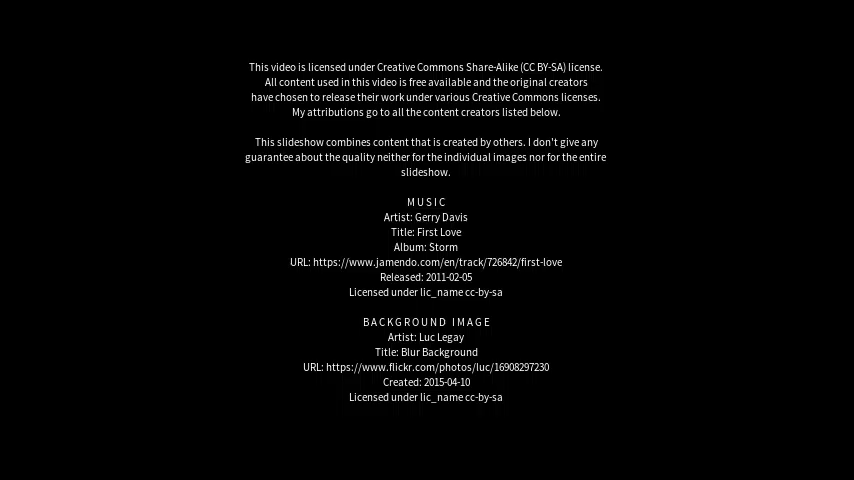 This video is licensed under Creative Commons Share-Alike (CC BY-SA) license.
All content used in this video is free available and the original creators
have chosen to release their work under various Creative Commons licenses.
My attributions go to all the content creators listed below.
This slideshow combines content that is created by others. I don't give any
guarantee about the quality neither for the individual images nor for the entire
slideshow.
MUSIC
Artist: Gerry Davis
Title: First Love
Album: Storm
URL: https://www.jamendo.com/en/track/726842/first-love
Released: 2011-02-05
Licensed under lic_name cc-by-sa
BACKGROUND IMAGE
Artist: Luc Legay
Title: Blur Background
URL: https://www.flickr.com/photos/luc/16908297230
Created: 2015-04-10
Licensed under lic_name cc-by-sa